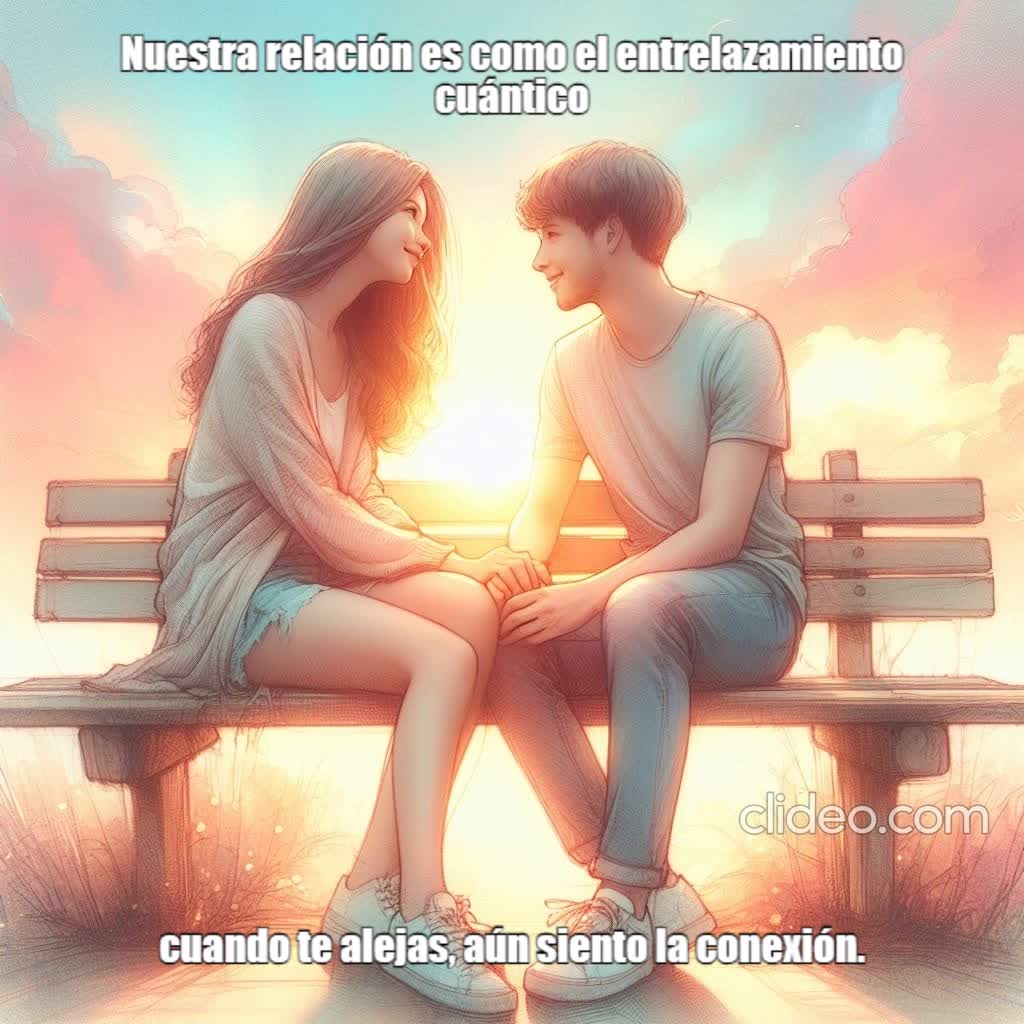 Nuestra relación es como el entrelazamiento
cuántico
clideo.com
cuando te alejas, aún siento la conexión.